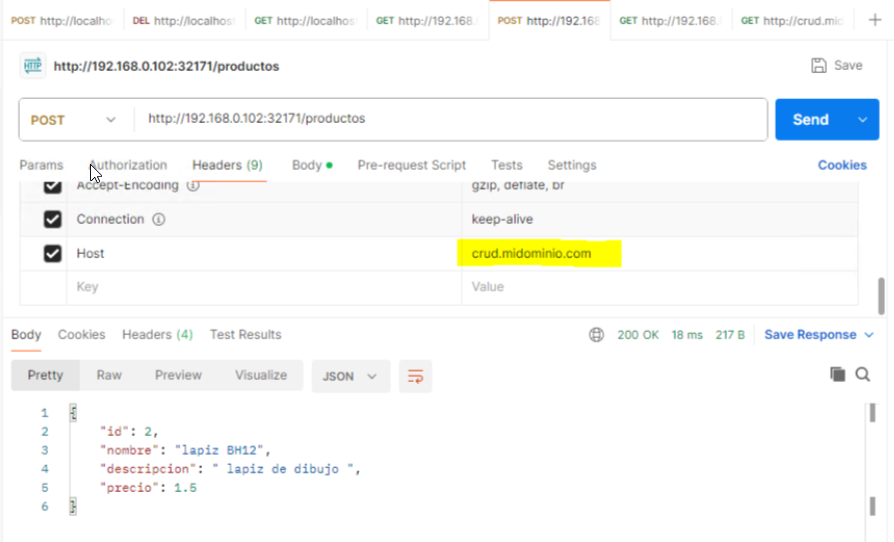 POST http://localho DEL http://localhos GET http://localhos GET http://192.168. POST http://192.168 GET http://192.168. GET http://crud.mic +
HTTP http://192.168.0.102:32171/productos Save
POST http://192.168.0.102:32171/productos Send
Params Authorization Headers (9) Body Pre-request Script Tests Settings Cookies
Accept-Encoding gzip, deflate, br
Connection keep-alive
Host crud.midominio.com
Key Value
Body Cookies Headers (4) Test Results 200 OK 18 ms 217 B Save Response
Pretty Raw Preview Visualize JSON
1 {
2 "id": 2,
3 "nombre": "lapiz BH12",
4 "descripcion": " lapiz de dibujo ",
5 "precio": 1.5
6 }